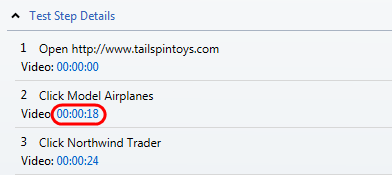 Test Step Details
1 Open http://www.tailspintoys.com
Video: 00:00:00
2 Click Model Airplanes
Video: 00:00:18
3 Click Northwind Trader
Video: 00:00:24